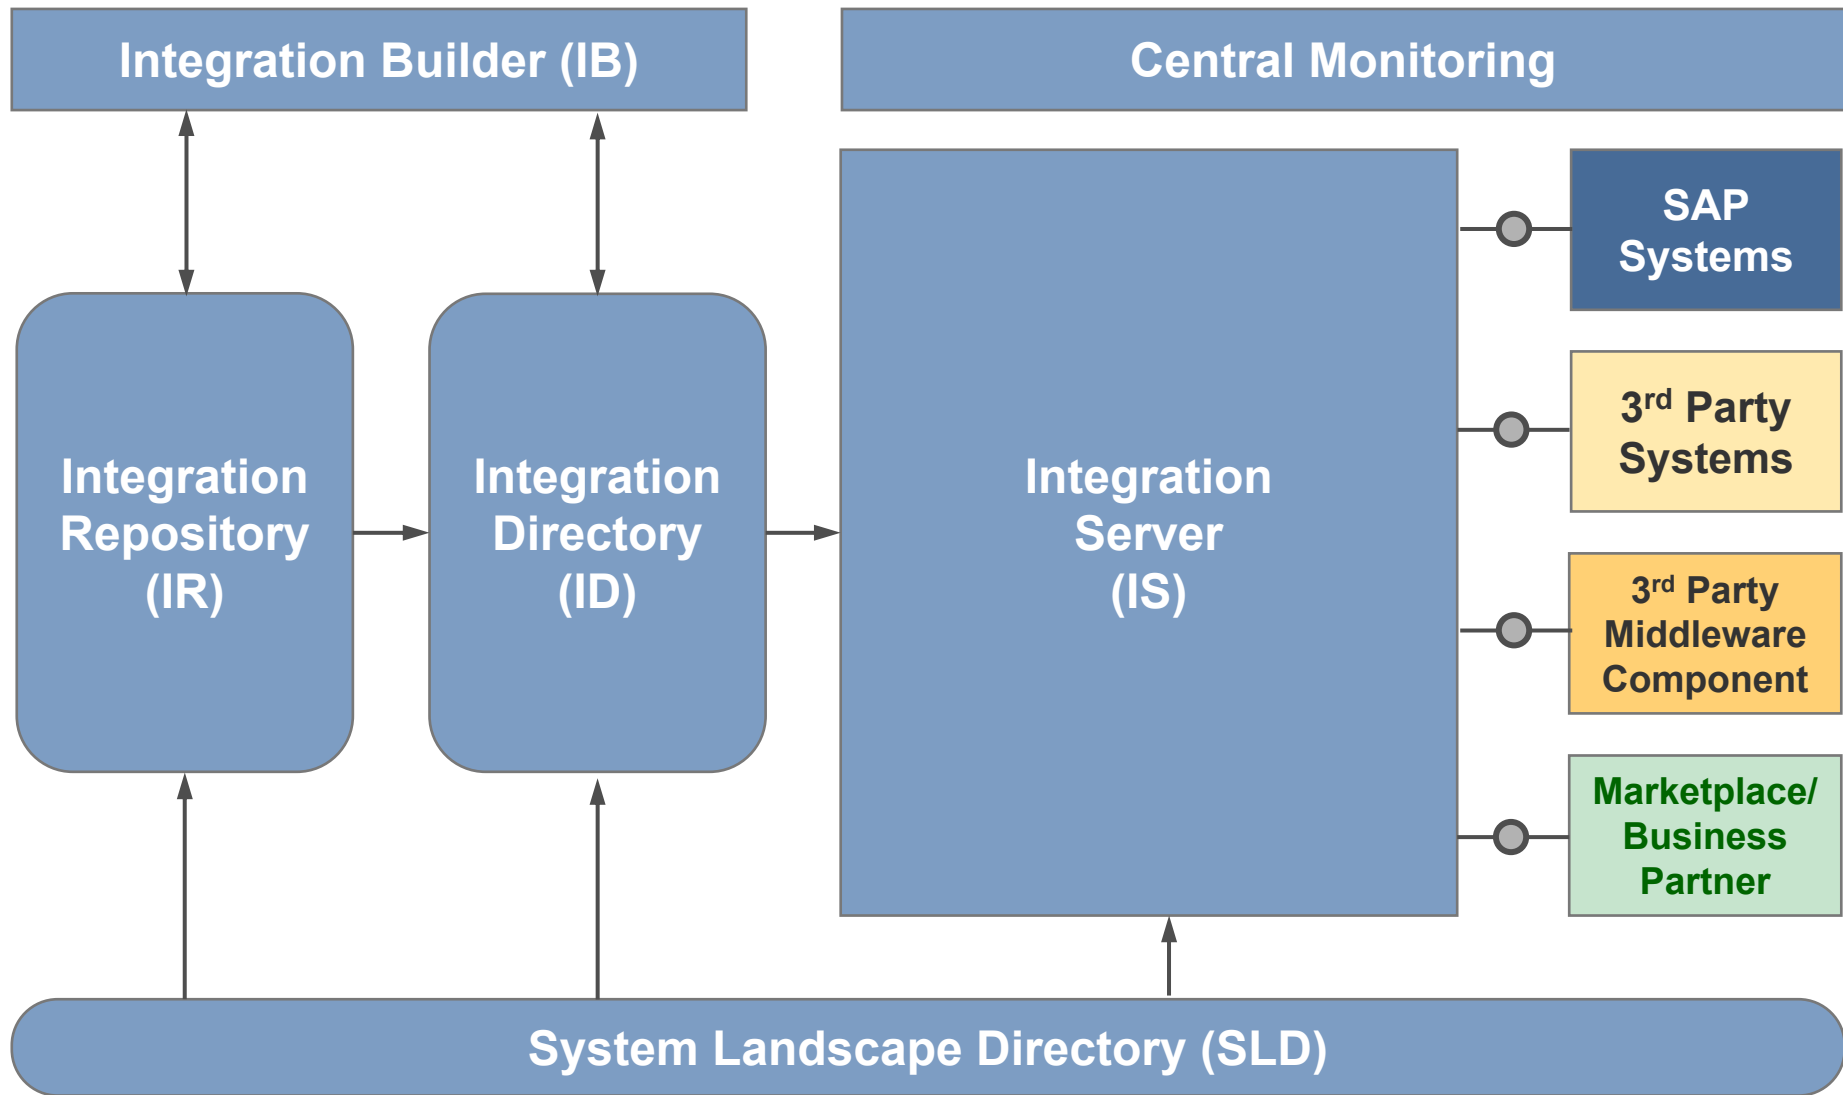 Integration Builder (IB)
Central Monitoring
Integration
Repository
(IR)
Integration
Directory
(ID)
Integration
Server
(IS)
SAP
Systems
3rd Party
Systems
3rd Party
Middleware
Component
Marketplace/
Business
Partner
System Landscape Directory (SLD)